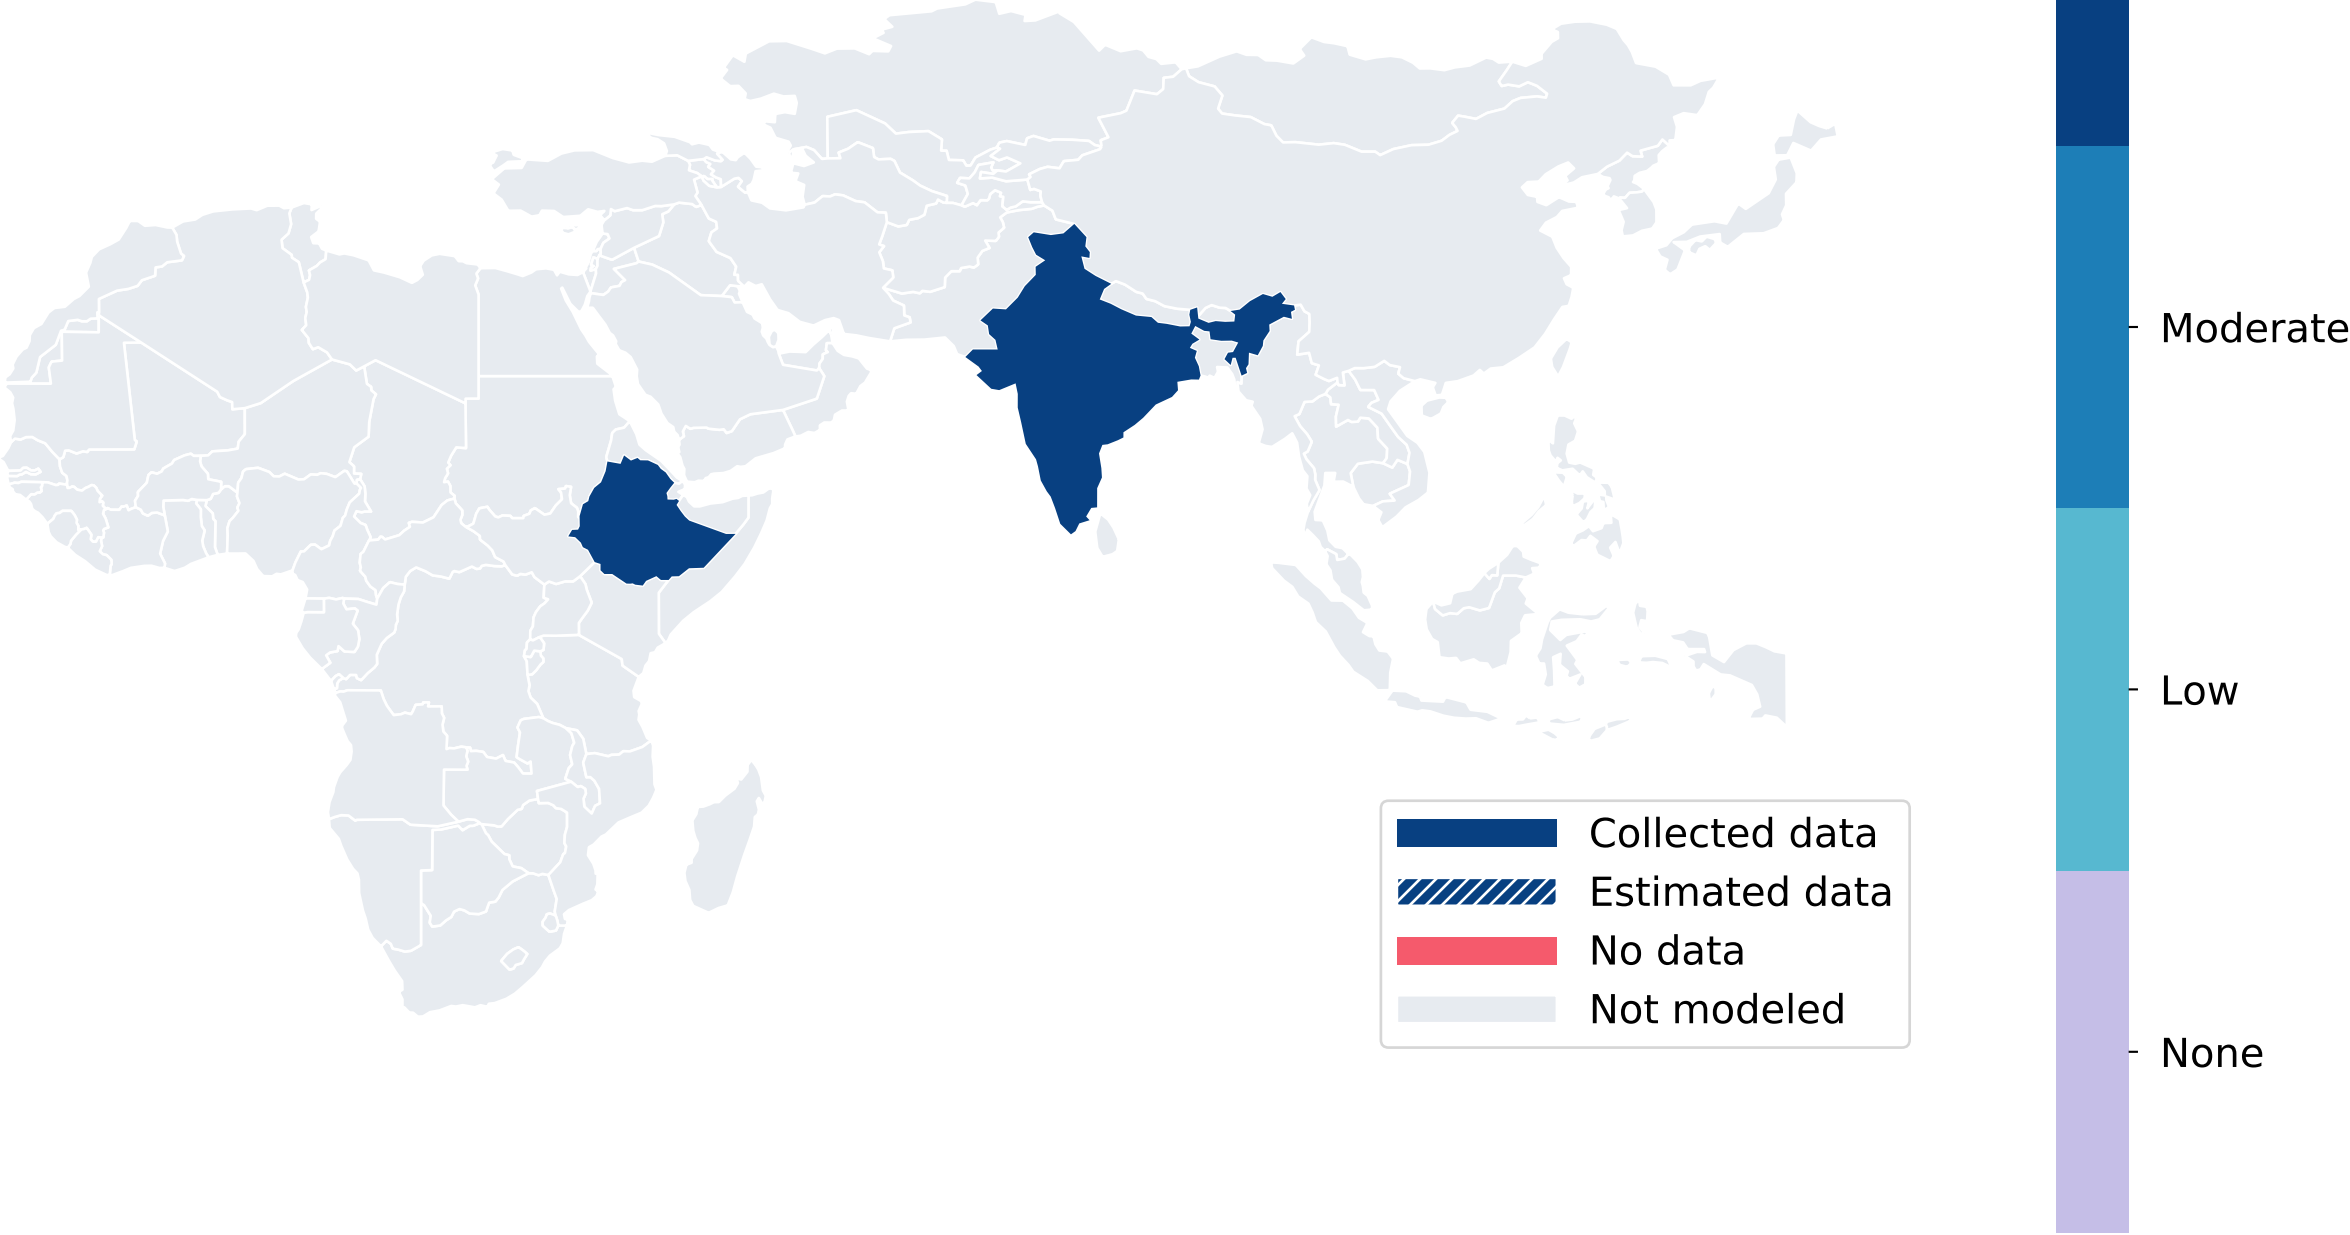 Moderate
Low
None
Collected data
Estimated data
No data
Not modeled